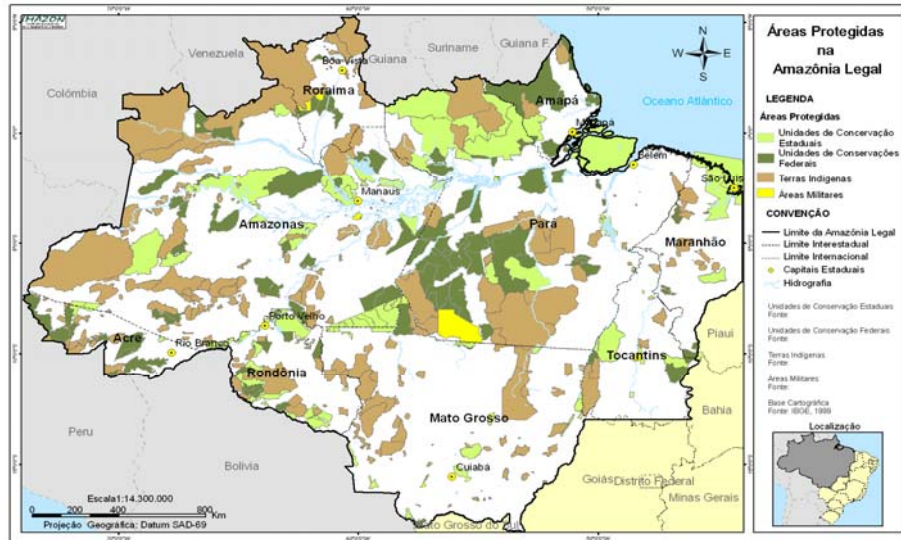 IMAZON
Venezuela
Suriname
Guiana F.
Guiana
Colômbia
Boa Vista
Roraima
Amapá
Macapá
Oceano Atlântico
Belém
São Luis
Manaus
Amazonas
Pará
Maranhão
Porto Velho
Acre
Rio Branco
Rondônia
Tocantins
Piauí
Mato Grosso
Peru
Bolivia
Bahia
Cuiabá
Goiás
Distrito Federal
Minas Gerais
Mato Grosso do Sul
Escala1:14.300.000
0 200 400 800
Km
Projeção Geográfica: Datum SAD-69
Áreas Protegidas
na
Amazônia Legal
N
W E
S
LEGENDA
Áreas Protegidas
Unidades de Concervação
Estaduais
Unidades de Conservações
Federais
Terras Indigenas
Áreas Militares
CONVENÇÃO
Limite da Amazônia Legal
Limite Interestadual
Limite Internacional
Capitais Estaduais
Hidrografia
Unidades de Conservação Estaduais
Fonte
Unidades de Conservação Federais
Fonte
Terras Indigenas
Fonte
Áreas Militares
Fonte
Base Cartográfica
Fonte: IBGE, 1999
Localização